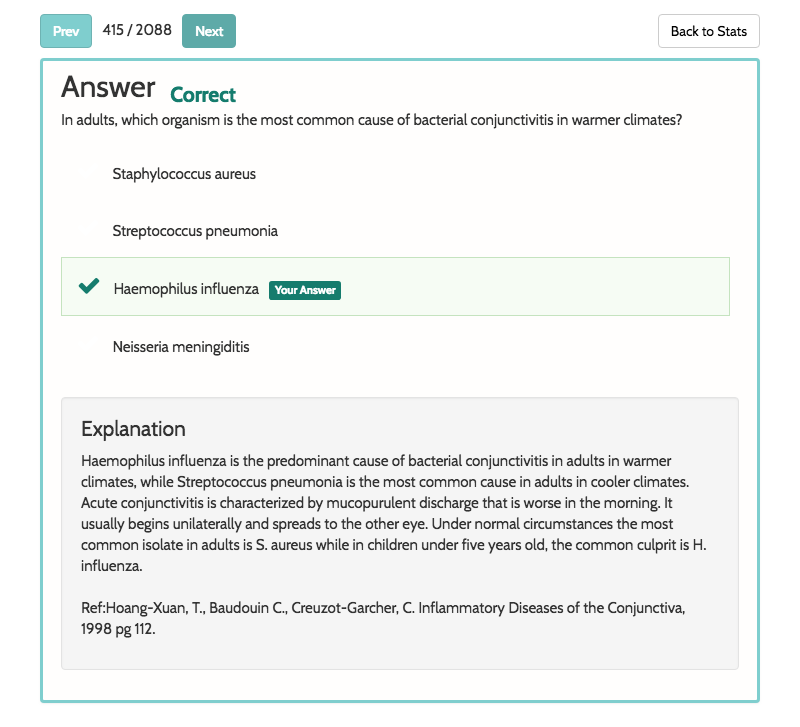 Prev 415 / 2088 Next Back to Stats
Answer Correct
In adults, which organism is the most common cause of bacterial conjunctivitis in warmer climates?
Staphylococcus aureus
Streptococcus pneumonia
Haemophilus influenza Your Answer
Neisseria meningiditis
Explanation
Haemophilus influenza is the predominant cause of bacterial conjunctivitis in adults in warmer
climates, while Streptococcus pneumonia is the most common cause in adults in cooler climates.
Acute conjunctivitis is characterized by mucopurulent discharge that is worse in the morning. It
usually begins unilaterally and spreads to the other eye. Under normal circumstances the most
common isolate in adults is S. aureus while in children under five years old, the common culprit is H.
influenza.
Ref:Hoang-Xuan, T., Baudouin C., Creuzot-Garcher, C. Inflammatory Diseases of the Conjunctiva,
1998 pg 112.